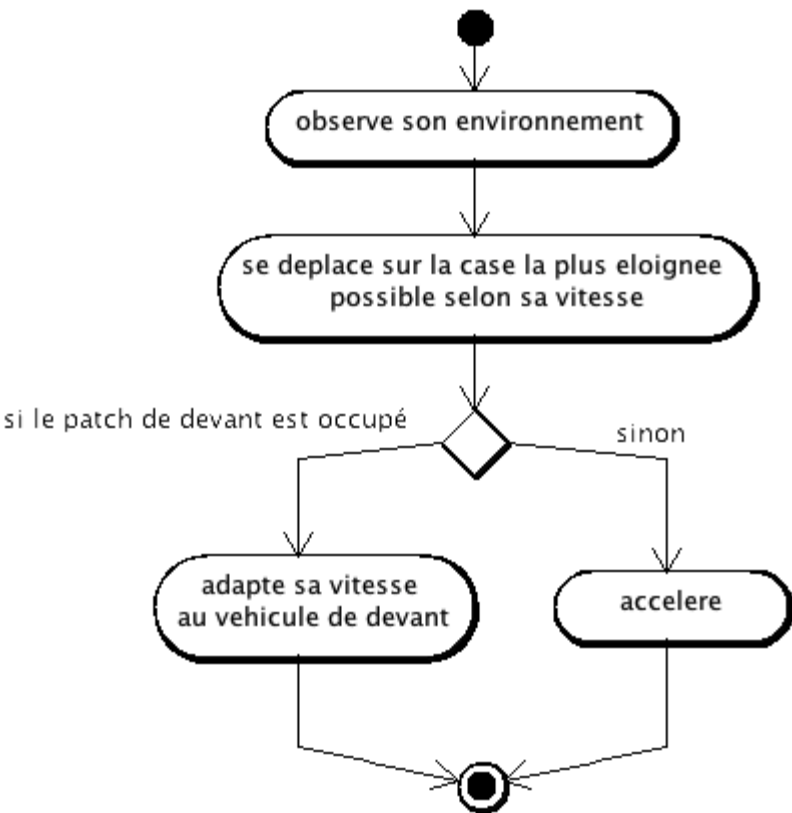 observe son environnement
se deplace sur la case la plus eloignee
possible selon sa vitesse
si le patch de devant est occupé
sinon
adapte sa vitesse
au vehicule de devant
accelere